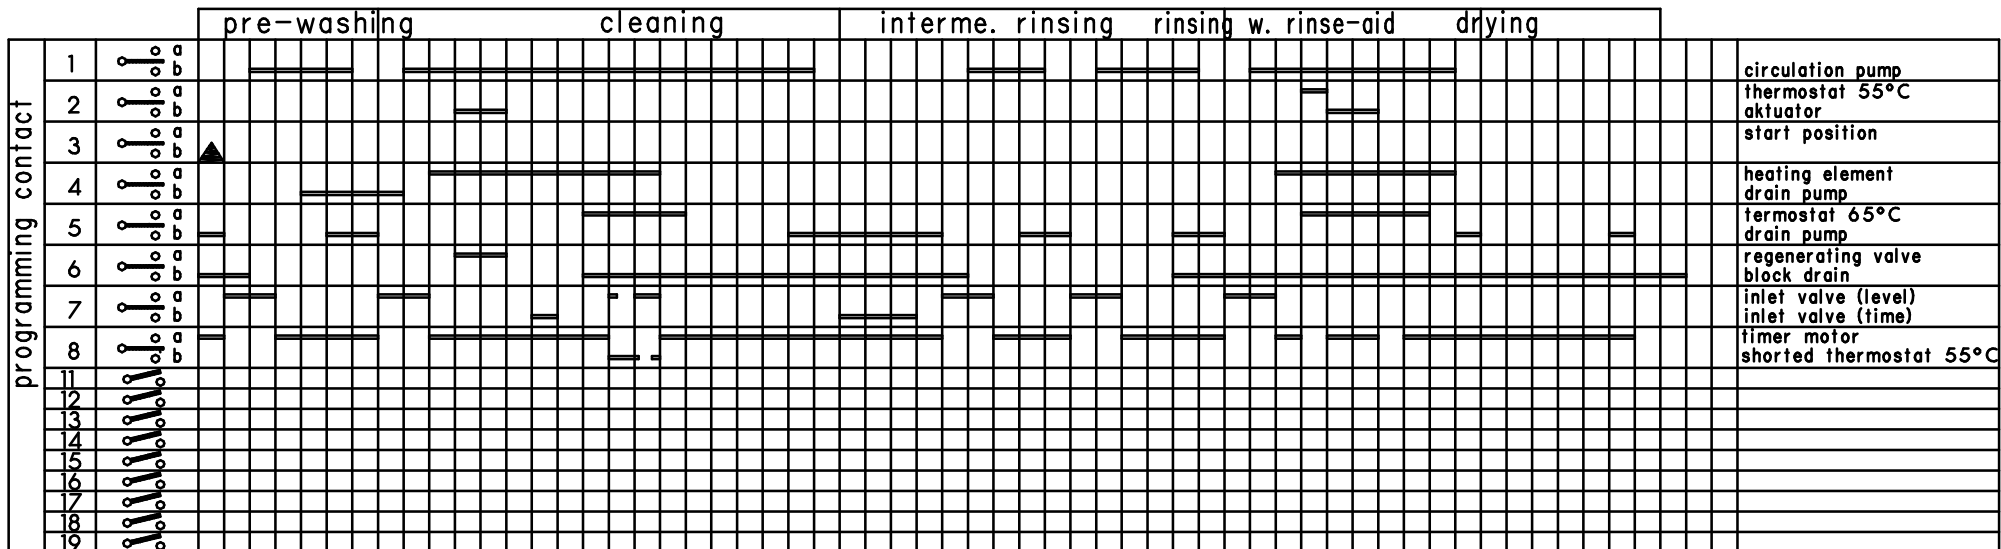 pre-washing cleaning interme. rinsing rinsing w. rinse-aid drying
programming contact
1 a b circulation pump
2 a b thermostat 55°C
aktuator
3 a b start position
4 a b heating element
drain pump
5 a b termostat 65°C
drain pump
6 a b regenerating valve
block drain
7 a b inlet valve (level)
inlet valve (time)
8 a b timer motor
shorted thermostat 55°C
11
12
13
14
15
16
17
18
19